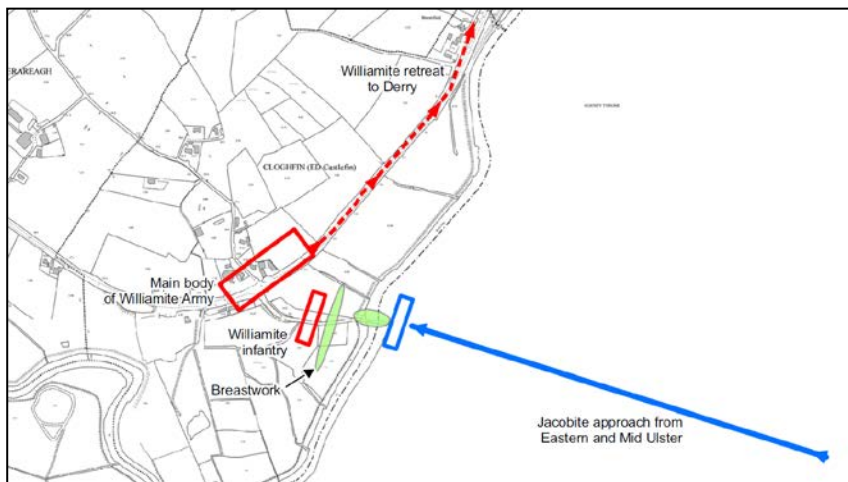 Williamite retreat
to Derry
ERAREAGH
CLOGHFIN (ED Castlefin)
Main body
of Williamite Army
Williamite
infantry
Breastwork
Jacobite approach from
Eastern and Mid Ulster